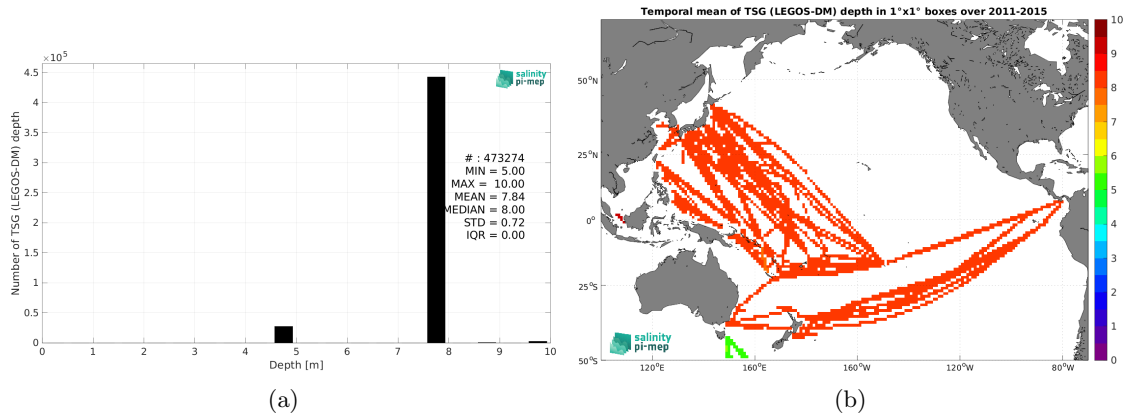 ×10⁵
4.5
4
3.5
3
2.5
2
1.5
1
0.5
0
Number of TSG (LEGOS-DM) depth
salinity
pi-mep
# : 473274
MIN = 5.00
MAX = 10.00
MEAN = 7.84
MEDIAN = 8.00
STD = 0.72
IQR = 0.00
0 1 2 3 4 5 6 7 8 9 10
Depth [m]
(a)
Temporal mean of TSG (LEGOS-DM) depth in 1°x1° boxes over 2011-2015
50°N
25°N
0°
25°S
50°S
120°E 160°E 160°W 120°W 80°W
salinity
pi-mep
10
9
8
7
6
5
4
3
2
1
0
(b)